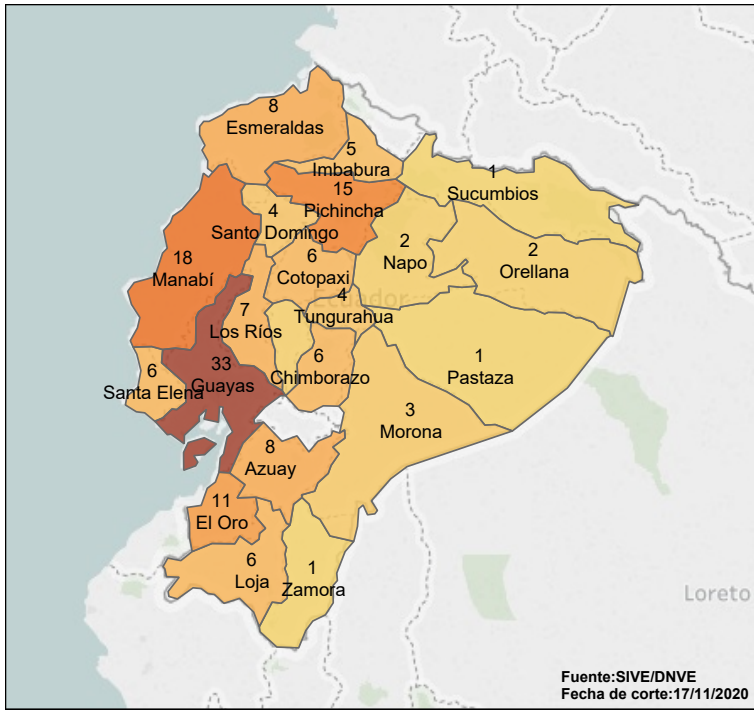 8
Esmeraldas
5
Imbabura
1
Sucumbios
15
Pichincha
4
Santo Domingo
2
Napo
2
Orellana
18
Manabí
6
Cotopaxi
Ecuador
4
Tungurahua
7
Los Ríos
6
Santa Elena
33
Guayas
6
Chimborazo
1
Pastaza
3
Morona
8
Azuay
11
El Oro
6
Loja
1
Zamora
Loreto
Fuente:SIVE/DNVE
Fecha de corte:17/11/2020